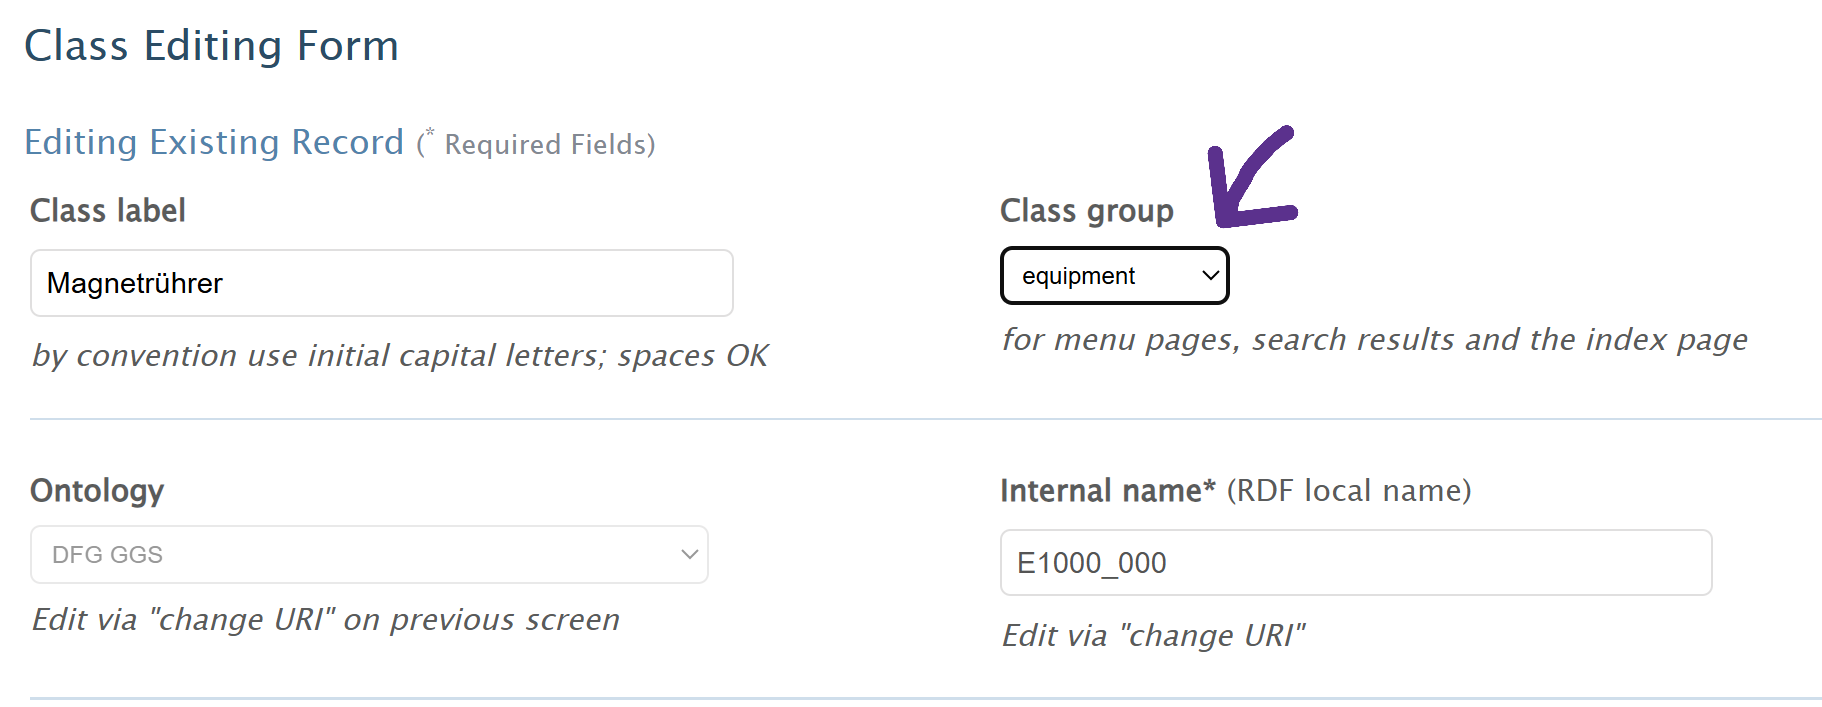 Class Editing Form
Editing Existing Record (* Required Fields)
Class label
Magnetrührer
by convention use initial capital letters; spaces OK
Class group
equipment
for menu pages, search results and the index page
Ontology
DFG GGS
Edit via "change URI" on previous screen
Internal name* (RDF local name)
E1000_000
Edit via "change URI"